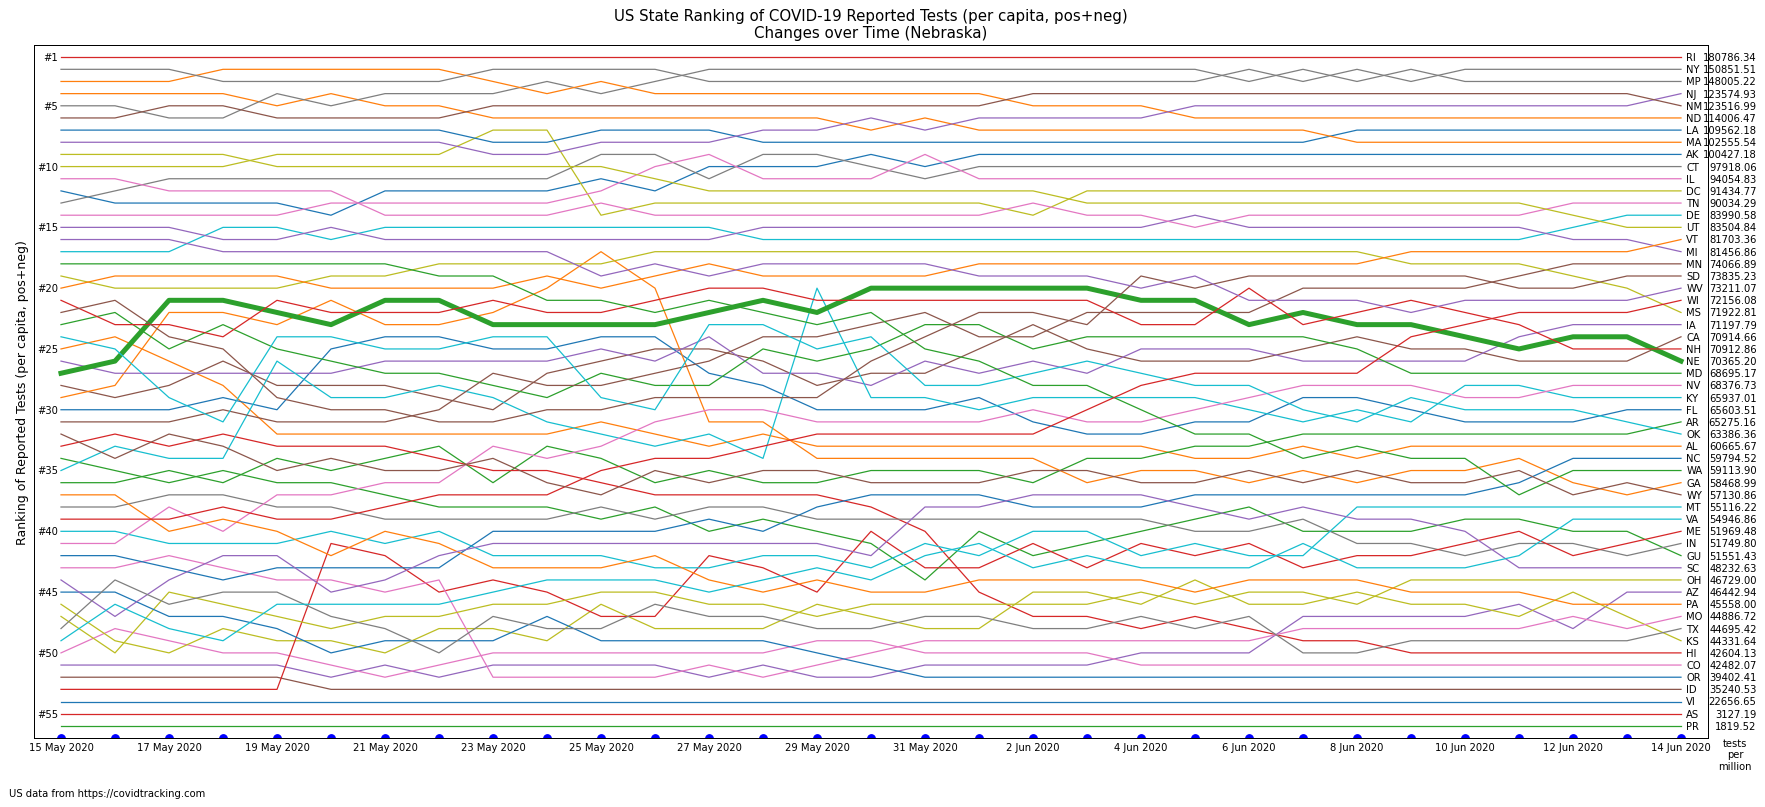 US State Ranking of COVID-19 Reported Tests (per capita, pos+neg)
Changes over Time (Nebraska)
Ranking of Reported Tests (per capita, pos+neg)
#1
#5
#10
#15
#20
#25
#30
#35
#40
#45
#50
#55
RI 180786.34
NY 150851.51
MP 148005.22
NJ 123574.93
NM 123516.99
ND 114006.47
LA 109562.18
MA 102555.54
AK 100427.18
CT 97918.06
IL 94054.83
DC 91434.77
TN 90034.29
DE 83990.58
UT 83504.84
VT 81703.36
MI 81456.86
MN 74066.89
SD 73835.23
WV 73211.07
WI 72156.08
MS 71922.81
IA 71197.79
CA 70914.66
NH 70912.86
NE 70365.20
MD 68695.17
NV 68376.73
KY 65937.01
FL 65603.51
AR 65275.16
OK 63386.36
AL 60665.67
NC 59794.52
WA 59113.90
GA 58468.99
WY 57130.86
MT 55116.22
VA 54946.86
ME 51969.48
IN 51749.80
GU 51551.43
SC 48232.63
OH 46729.00
AZ 46442.94
PA 45558.00
MO 44886.72
TX 44695.42
KS 44331.64
HI 42604.13
CO 42482.07
OR 39402.41
ID 35240.53
VI 22656.65
AS 3127.19
PR 1819.52
15 May 2020 17 May 2020 19 May 2020 21 May 2020 23 May 2020 25 May 2020 27 May 2020 29 May 2020 31 May 2020 2 Jun 2020 4 Jun 2020 6 Jun 2020 8 Jun 2020 10 Jun 2020 12 Jun 2020 14 Jun 2020
tests
per
million
US data from https://covidtracking.com